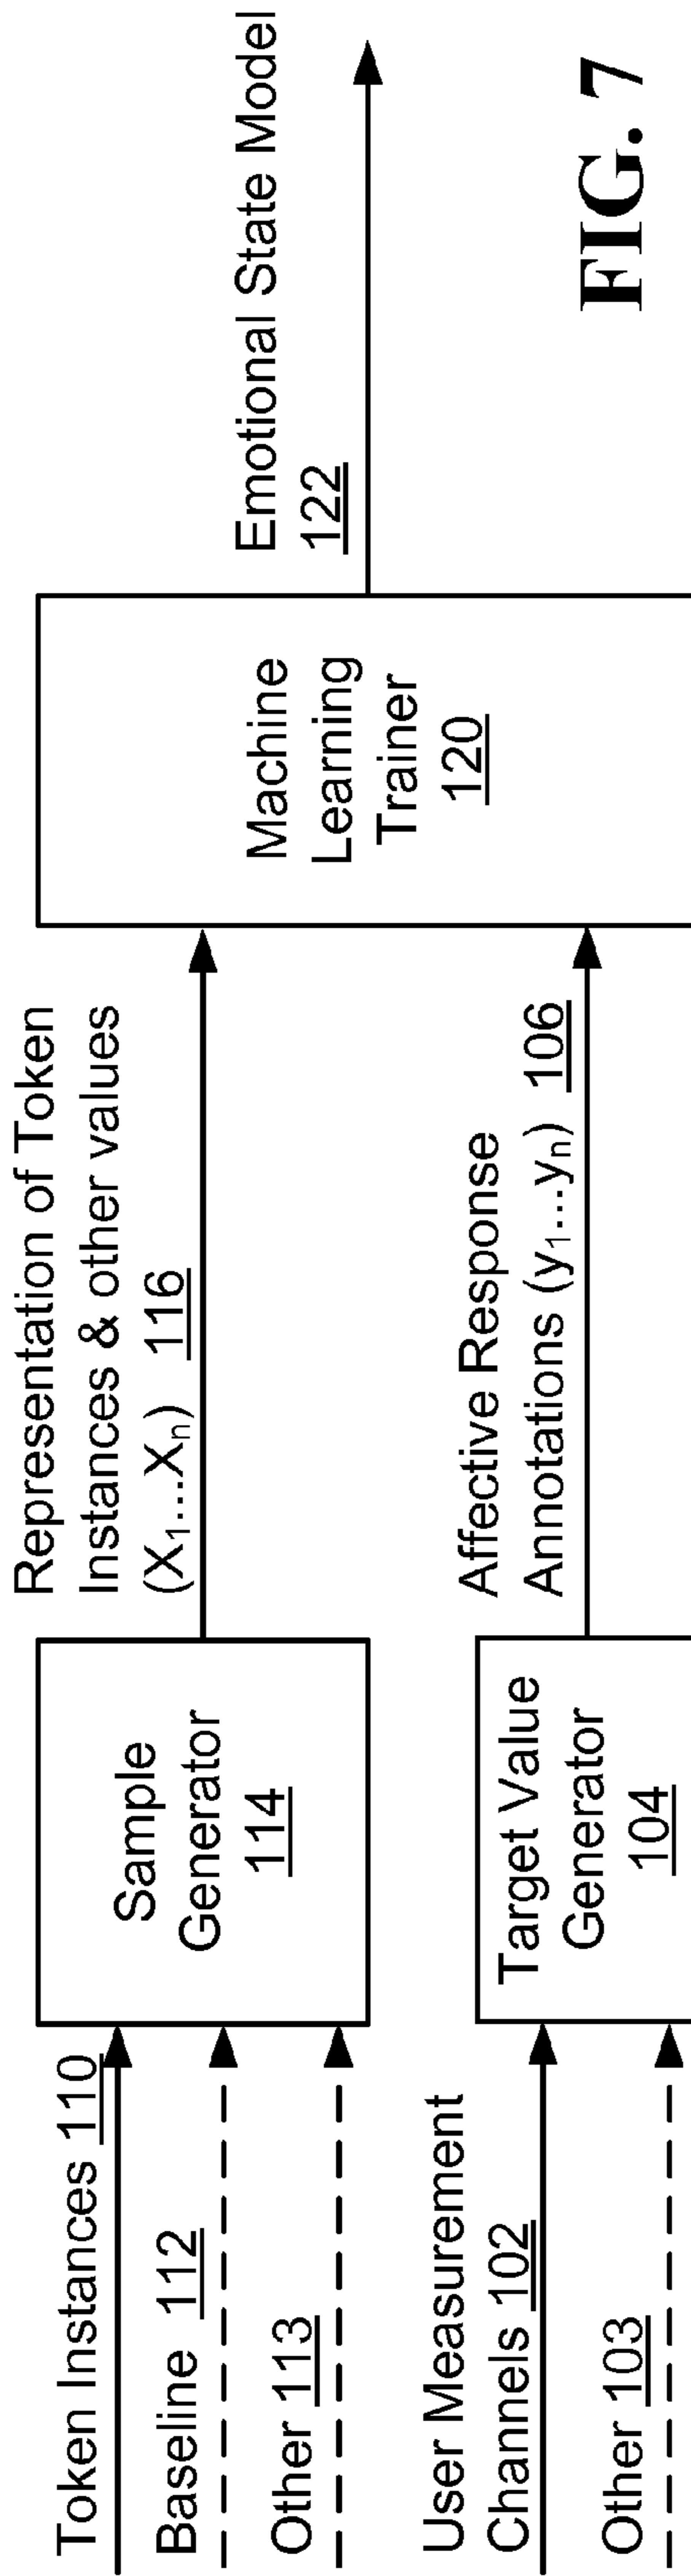 Token Instances 110
Baseline 112
Other 113
User Measurement
Channels 102
Other 103
Sample
Generator
114
Target Value
Generator
104
Representation of Token
Instances & other values
(X₁...Xₙ) 116
Affective Response
Annotations (y₁...yₙ) 106
Machine
Learning
Trainer
120
Emotional State Model
122
FIG. 7